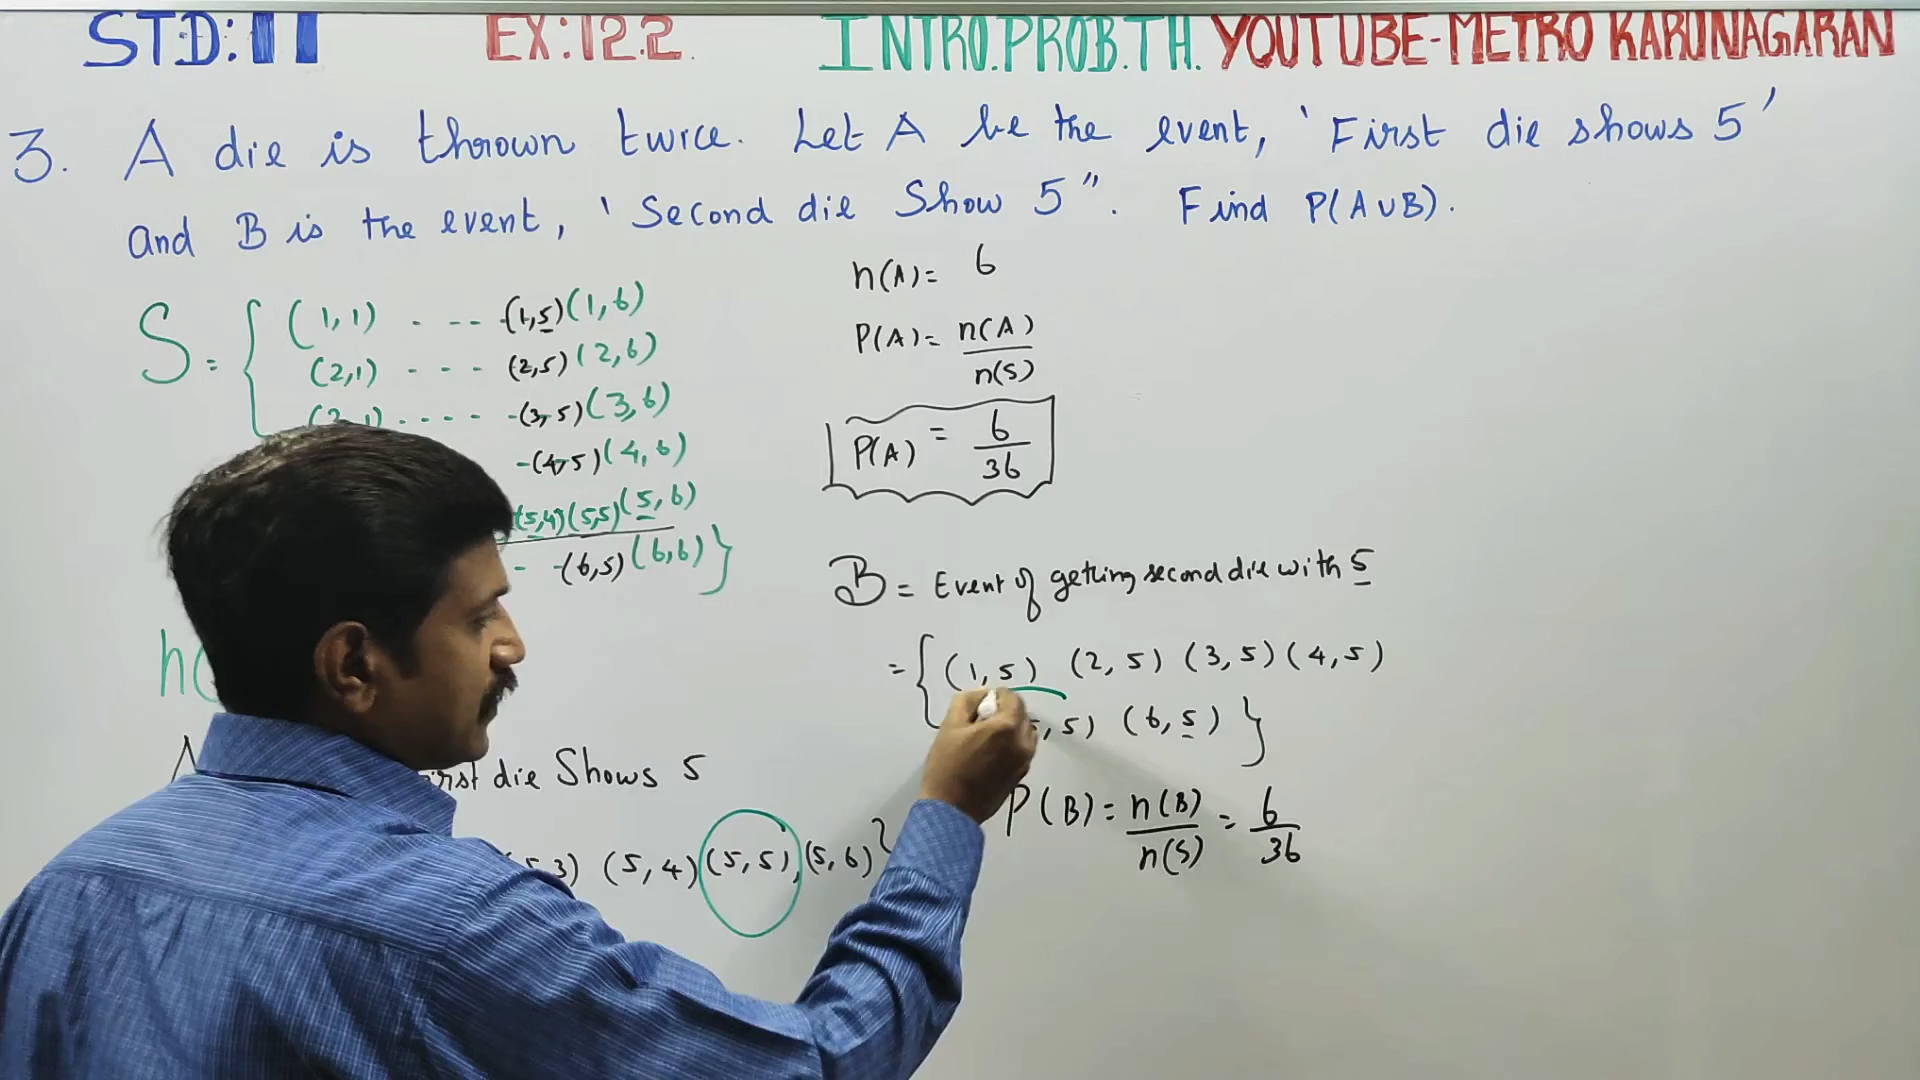 STD: 11 EX: 12.2. INTRO.PROB.TH. YOUTUBE-METRO KARUNAGARAN
3. A die is thrown twice. Let A be the event, 'First die shows 5'
and B is the event, 'Second die Show 5". Find P(A∪B).
S = { (1,1) . -- -(1,5)(1,6)
(2,1) - - - (2,5)(2,6)
(3,1) . - - - -(3,5)(3,6)
-(4,5)(4,6)
(5,4)(5,5)(5,6)
- -(6,5)(6,6) }
n(
A
die Shows 5
3) (5,4) (5,5), (5,6) }
n(A) = 6
P(A) = n(A)
n(S)
P(A) = 6
36
B = Event of getting second die with 5
= { (1,5) (2,5) (3,5) (4,5)
,5) (6,5) }
P(B) = n(B) = 6
n(S) 36